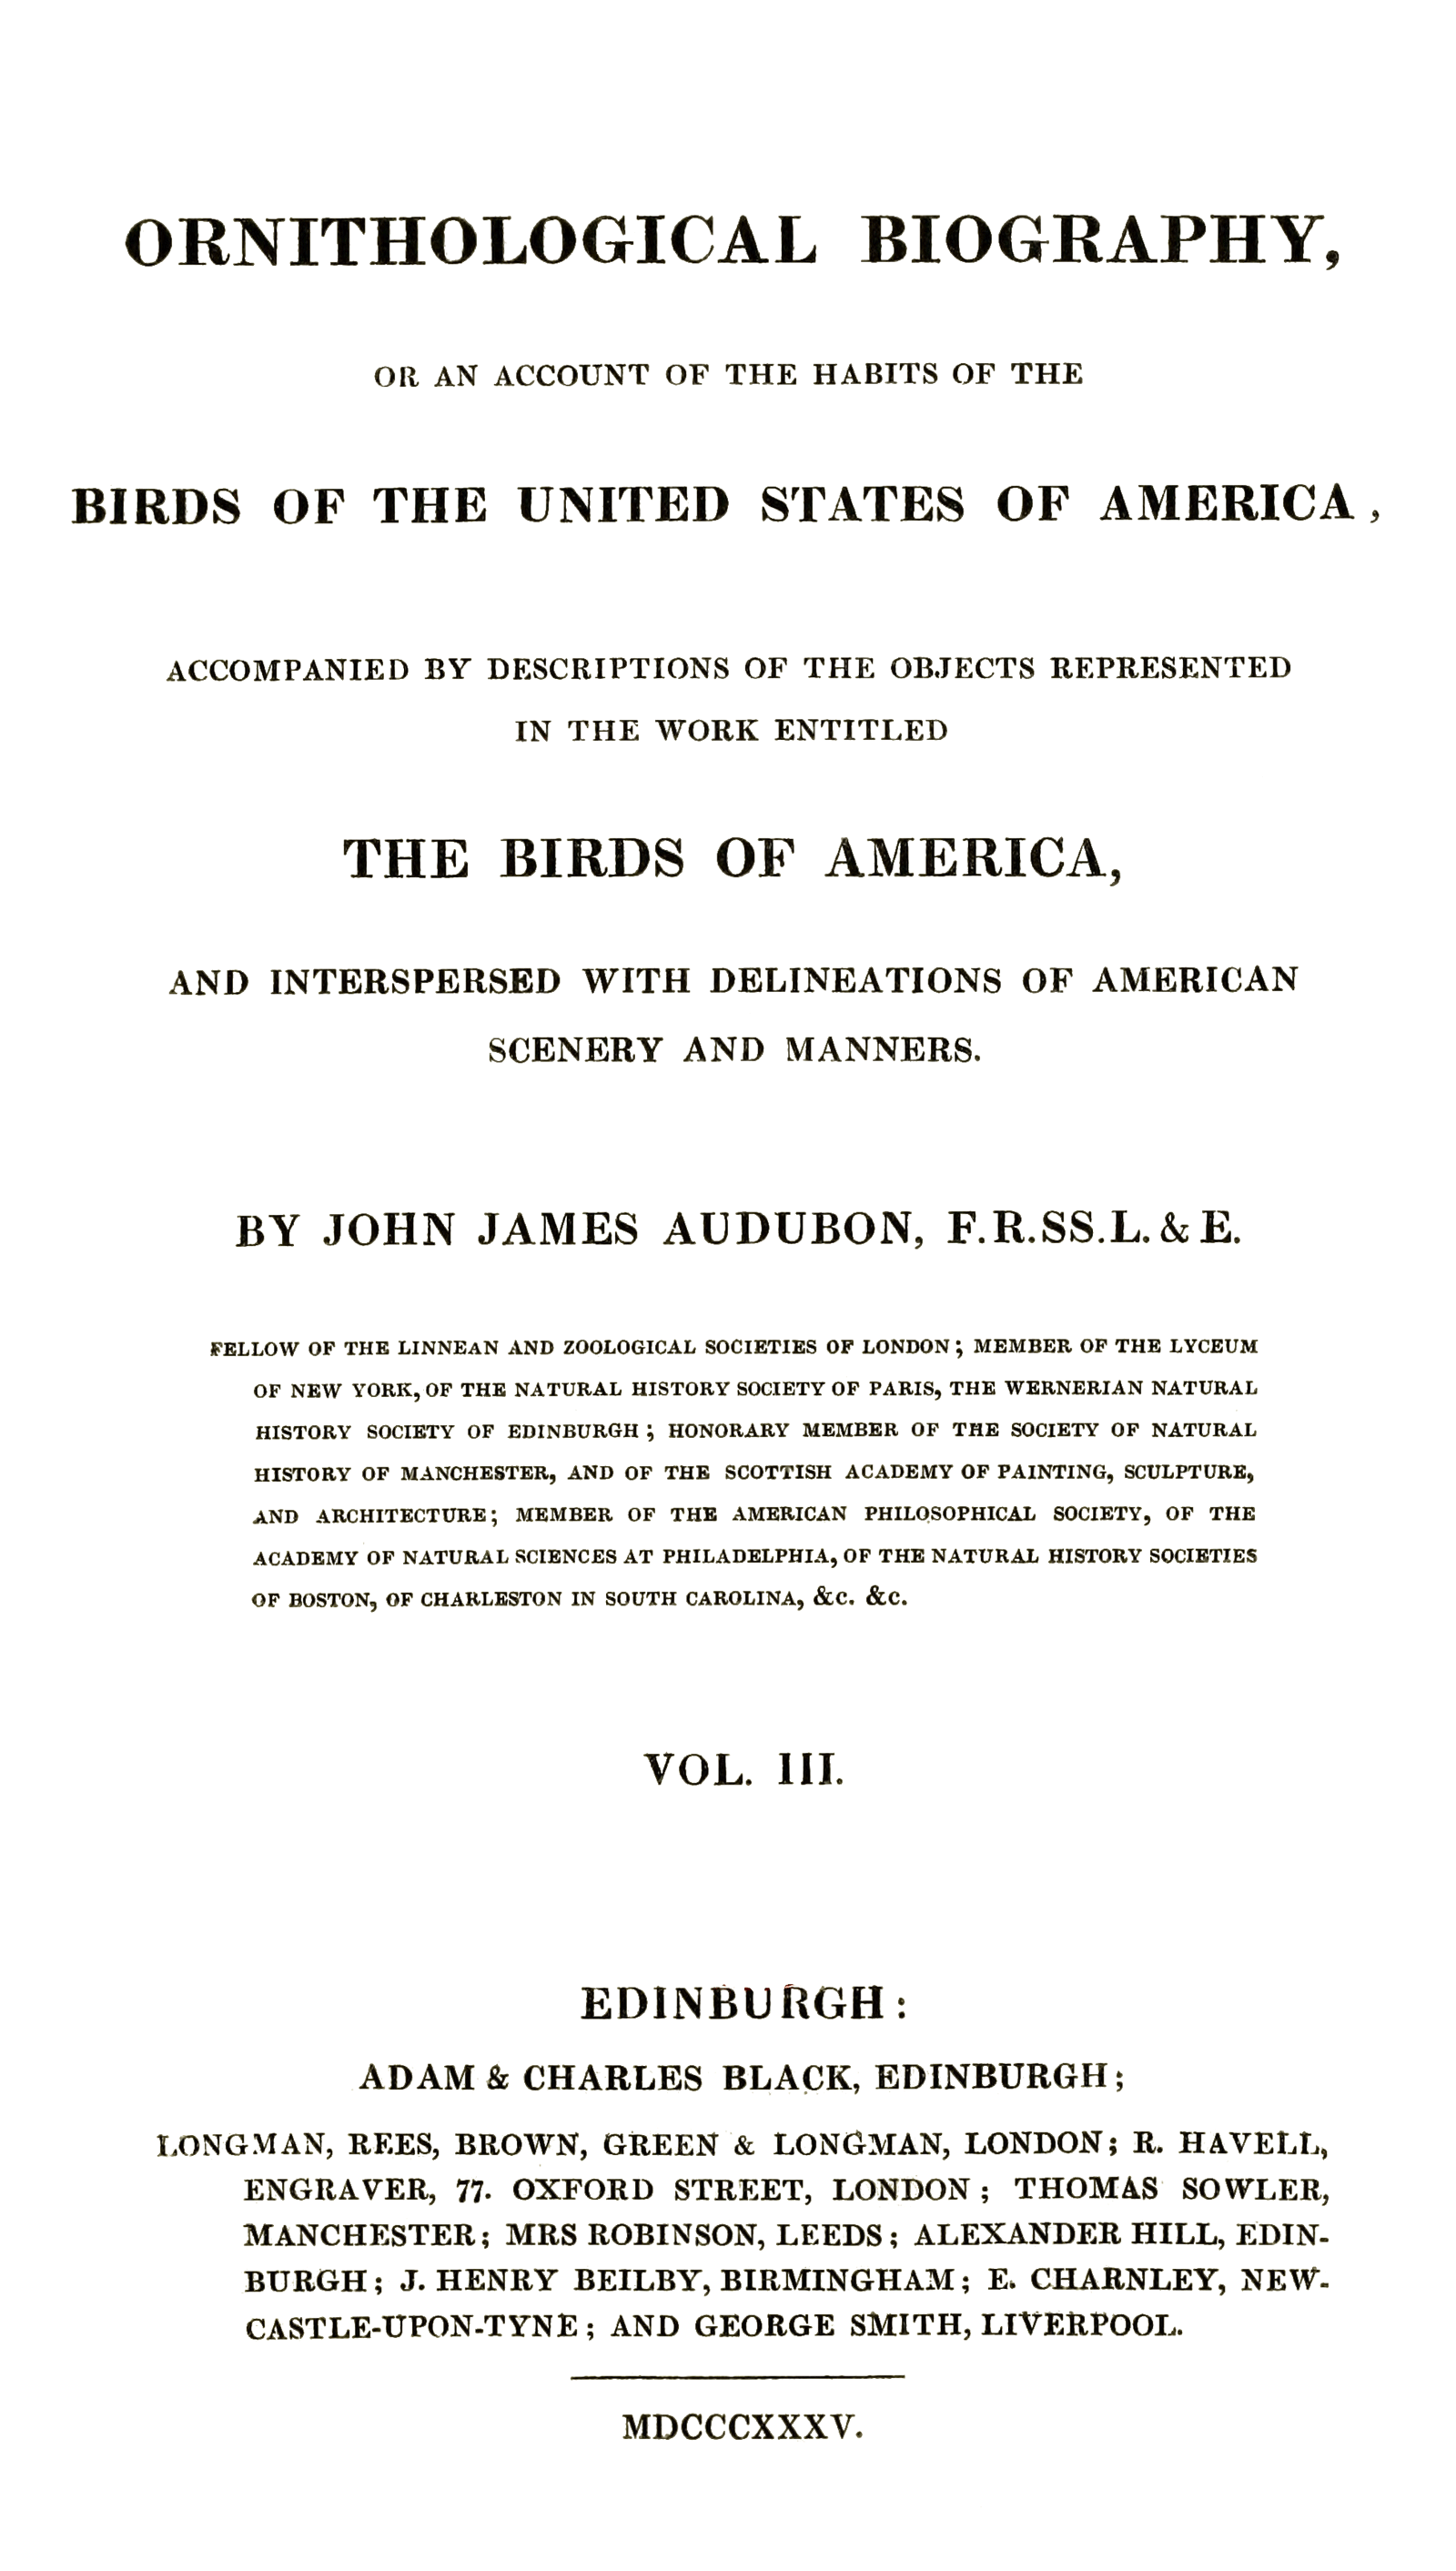 ORNITHOLOGICAL BIOGRAPHY,
OR AN ACCOUNT OF THE HABITS OF THE
BIRDS OF THE UNITED STATES OF AMERICA,
ACCOMPANIED BY DESCRIPTIONS OF THE OBJECTS REPRESENTED
IN THE WORK ENTITLED
THE BIRDS OF AMERICA,
AND INTERSPERSED WITH DELINEATIONS OF AMERICAN
SCENERY AND MANNERS.
BY JOHN JAMES AUDUBON, F.R.SS.L.&E.
FELLOW OF THE LINNEAN AND ZOOLOGICAL SOCIETIES OF LONDON; MEMBER OF THE LYCEUM
OF NEW YORK, OF THE NATURAL HISTORY SOCIETY OF PARIS, THE WERNERIAN NATURAL
HISTORY SOCIETY OF EDINBURGH; HONORARY MEMBER OF THE SOCIETY OF NATURAL
HISTORY OF MANCHESTER, AND OF THE SCOTTISH ACADEMY OF PAINTING, SCULPTURE,
AND ARCHITECTURE; MEMBER OF THE AMERICAN PHILOSOPHICAL SOCIETY, OF THE
ACADEMY OF NATURAL SCIENCES AT PHILADELPHIA, OF THE NATURAL HISTORY SOCIETIES
OF BOSTON, OF CHARLESTON IN SOUTH CAROLINA, &c. &c.
VOL. III.
EDINBURGH:
ADAM & CHARLES BLACK, EDINBURGH;
LONGMAN, REES, BROWN, GREEN & LONGMAN, LONDON; R. HAVELL,
ENGRAVER, 77. OXFORD STREET, LONDON; THOMAS SOWLER,
MANCHESTER; MRS ROBINSON, LEEDS; ALEXANDER HILL, EDIN-
BURGH; J. HENRY BEILBY, BIRMINGHAM; E. CHARNLEY, NEW-
CASTLE-UPON-TYNE; AND GEORGE SMITH, LIVERPOOL.
MDCCCXXXV.